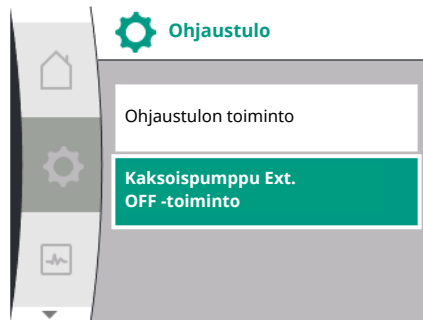 Ohjaustulo
Ohjaustulon toiminto
Kaksoispumppu Ext.
OFF -toiminto